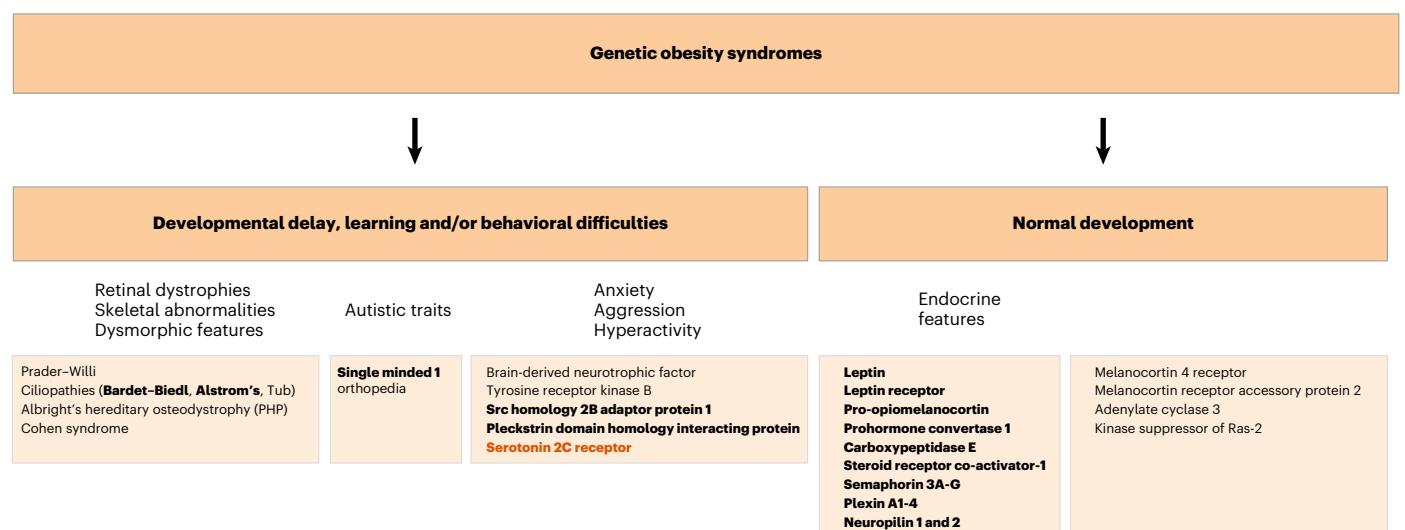 Genetic obesity syndromes
Developmental delay, learning and/or behavioral difficulties
Normal development
Retinal dystrophies
Skeletal abnormalities
Dysmorphic features
Autistic traits
Anxiety
Aggression
Hyperactivity
Endocrine
features
Prader–Willi
Ciliopathies (Bardet–Biedl, Alstrom's, Tub)
Albright's hereditary osteodystrophy (PHP)
Cohen syndrome
Single minded 1
orthopedia
Brain-derived neurotrophic factor
Tyrosine receptor kinase B
Src homology 2B adaptor protein 1
Pleckstrin domain homology interacting protein
Serotonin 2C receptor
Leptin
Leptin receptor
Pro-opiomelanocortin
Prohormone convertase 1
Carboxypeptidase E
Steroid receptor co-activator-1
Semaphorin 3A-G
Plexin A1-4
Neuropilin 1 and 2
Melanocortin 4 receptor
Melanocortin receptor accessory protein 2
Adenylate cyclase 3
Kinase suppressor of Ras-2